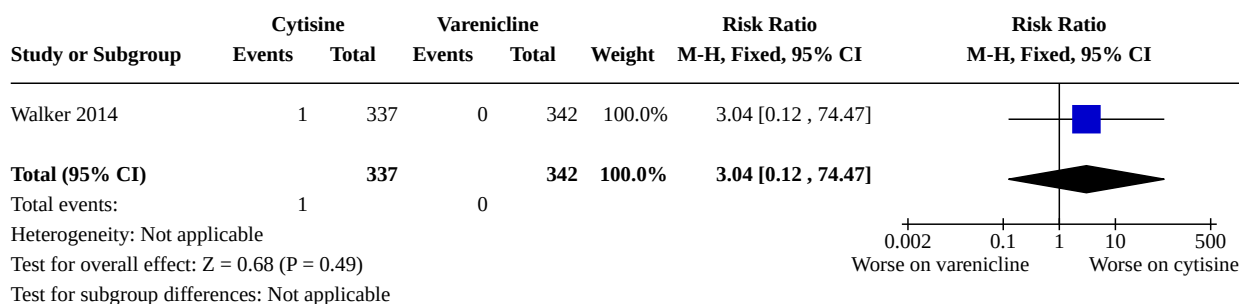 Cytisine Varenicline Risk Ratio Risk Ratio
Study or Subgroup Events Total Events Total Weight M-H, Fixed, 95% CI M-H, Fixed, 95% CI
Walker 2014 1 337 0 342 100.0% 3.04 [0.12 , 74.47]
Total (95% CI) 337 342 100.0% 3.04 [0.12 , 74.47]
Total events: 1 0
Heterogeneity: Not applicable
Test for overall effect: Z = 0.68 (P = 0.49)
Test for subgroup differences: Not applicable
0.002 0.1 1 10 500
Worse on varenicline Worse on cytisine